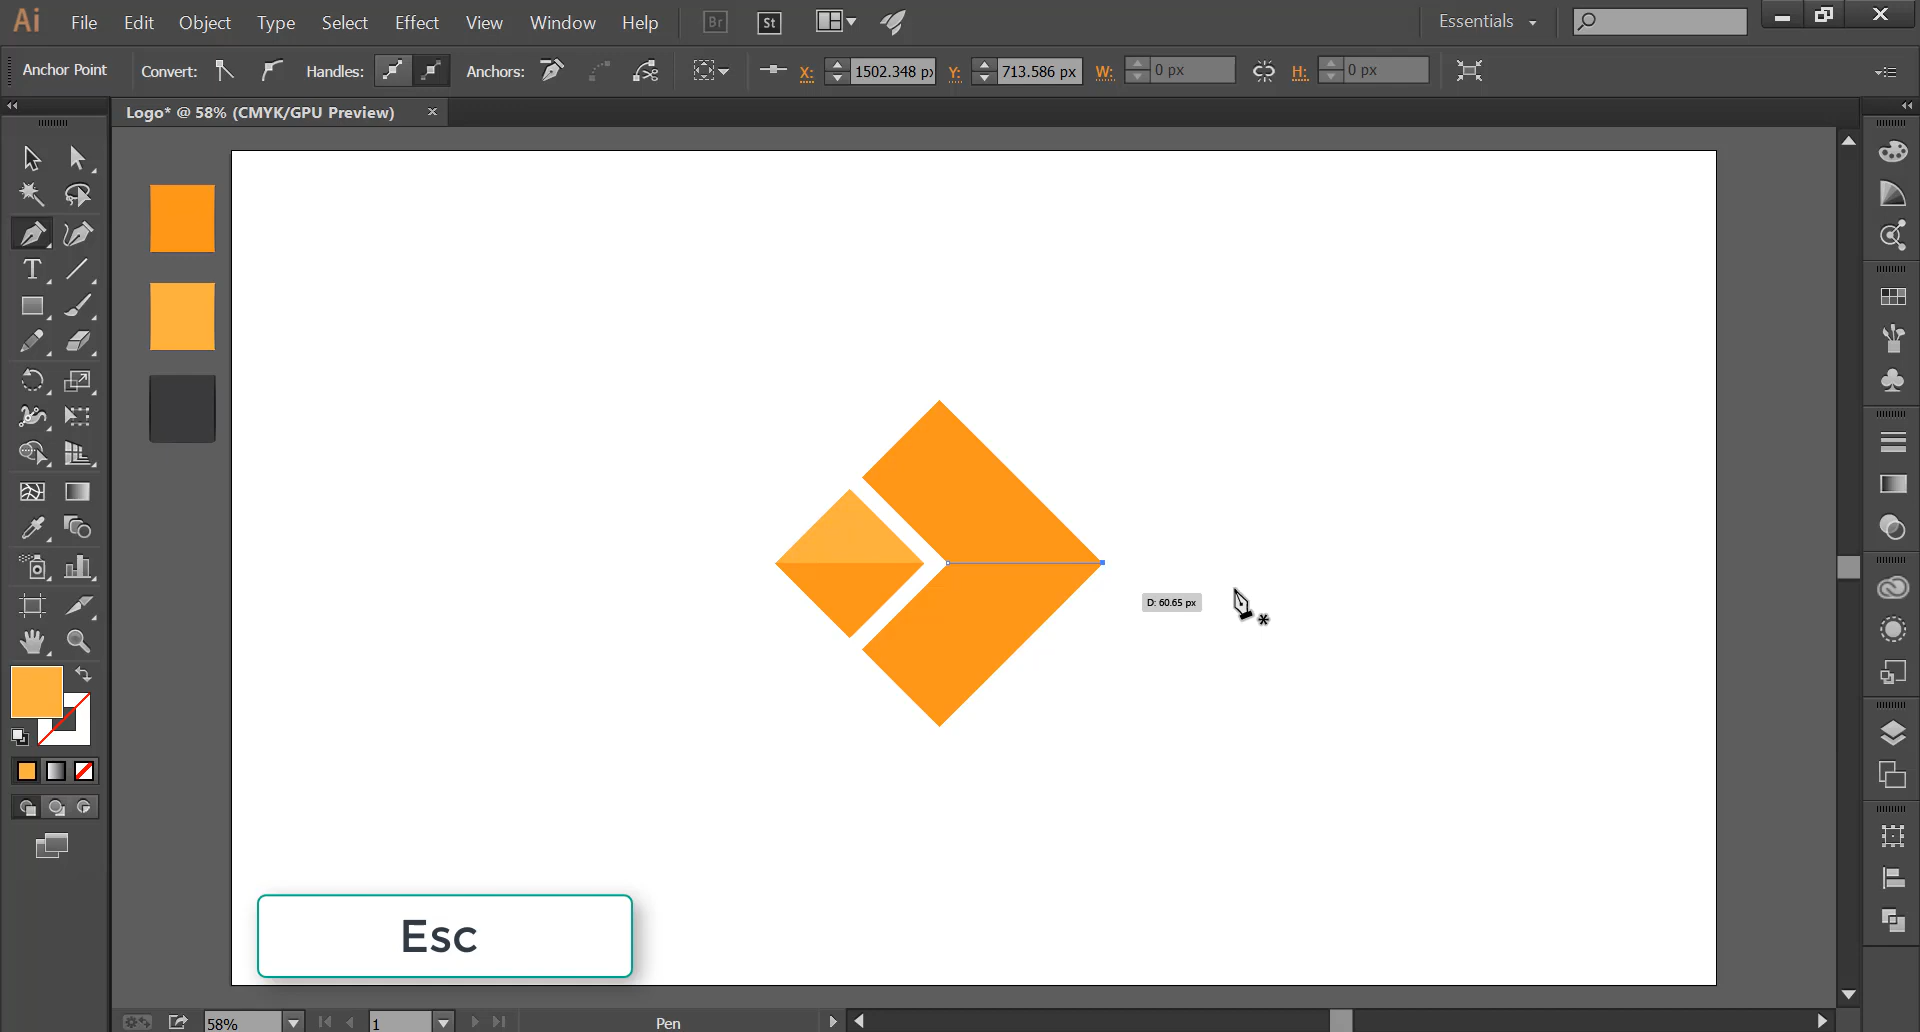 Ai File Edit Object Type Select Effect View Window Help Br St Essentials
Anchor Point Convert: Handles: Anchors: X: 1502.348 px Y: 713.586 px W: 0 px H: 0 px
Logo* @ 58% (CMYK/GPU Preview)
D: 60.65 px
Esc
58% 1 Pen